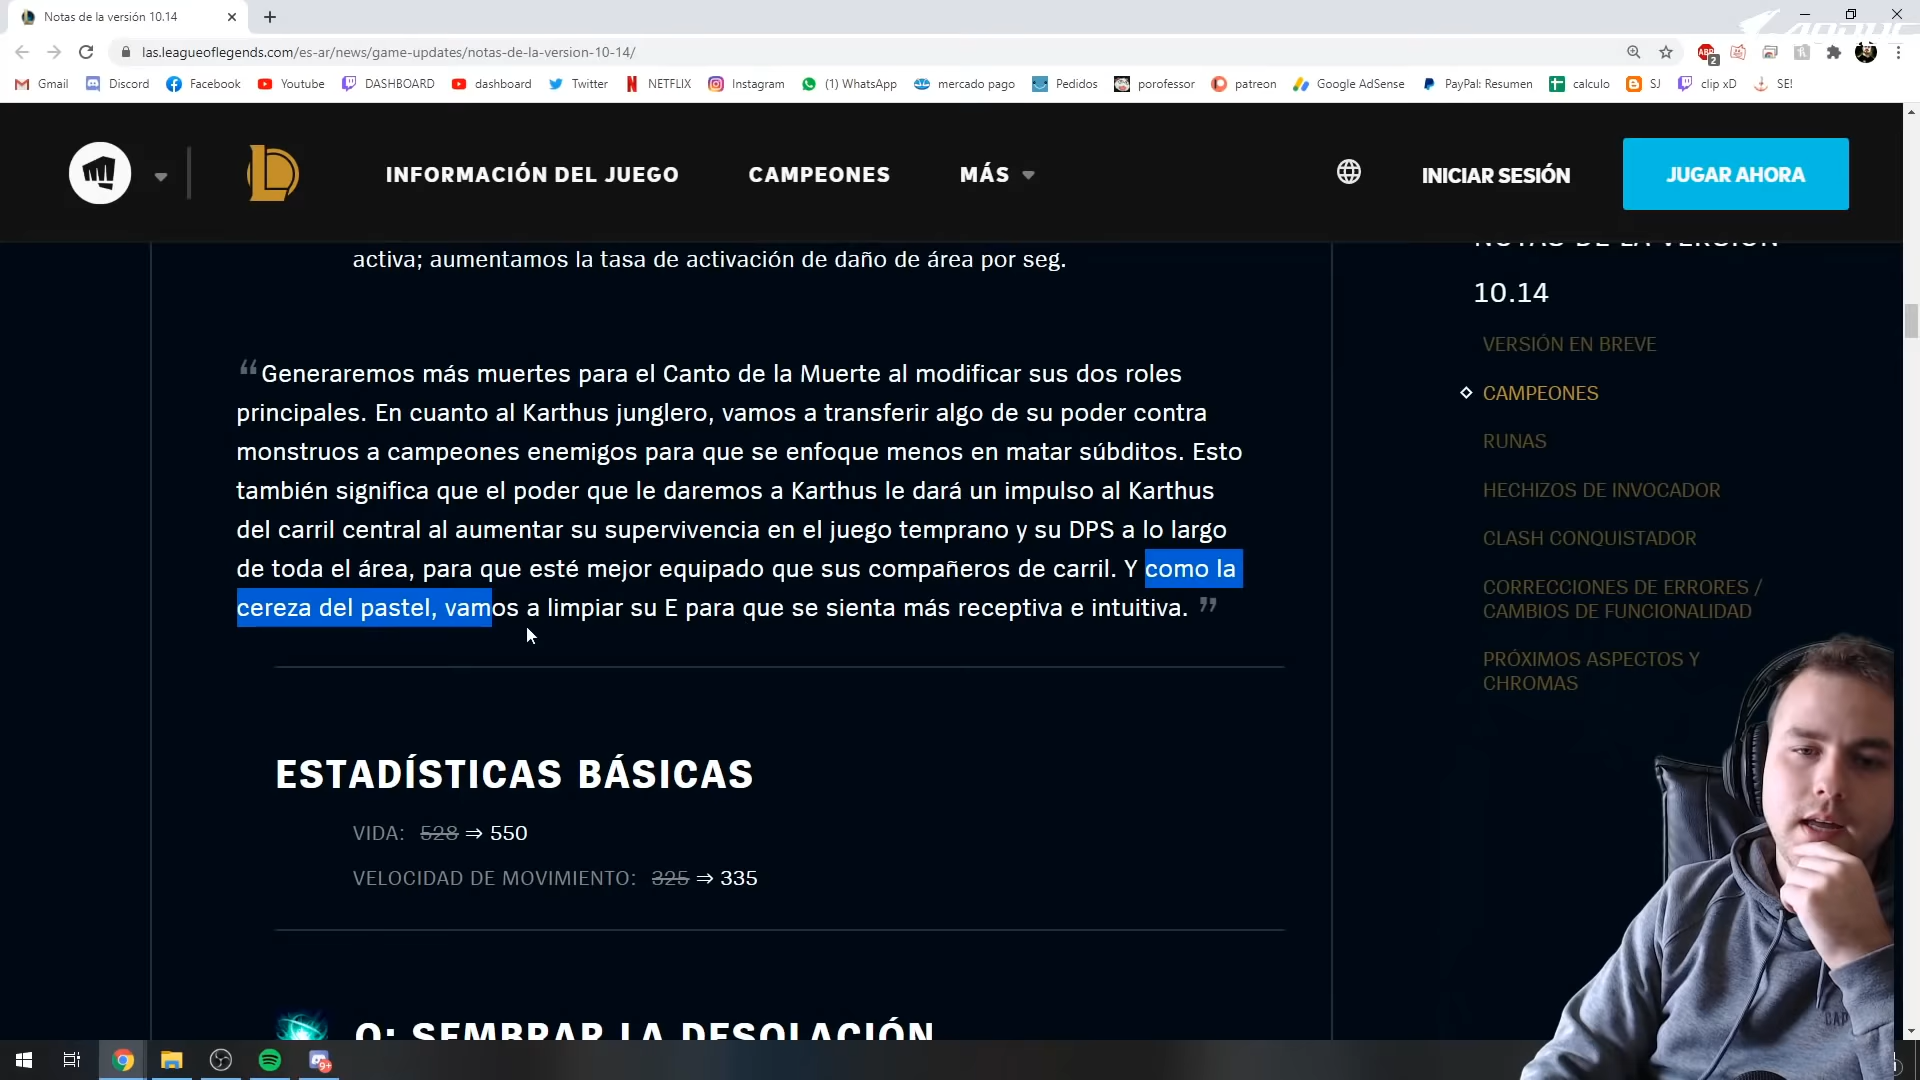 Notas de la versión 10.14
las.leagueoflegends.com/es-ar/news/game-updates/notas-de-la-version-10-14/
ABP
2
Gmail
Discord
Facebook
Youtube
DASHBOARD
dashboard
Twitter
NETFLIX
Instagram
(1) WhatsApp
mercado pago
Pedidos
porofessor
patreon
Google AdSense
PayPal: Resumen
calculo
SJ
clip xD
SE!
INFORMACIÓN DEL JUEGO
CAMPEONES
MÁS
INICIAR SESIÓN
JUGAR AHORA
activa; aumentamos la tasa de activación de daño de área por seg.
“Generaremos más muertes para el Canto de la Muerte al modificar sus dos roles
principales. En cuanto al Karthus junglero, vamos a transferir algo de su poder contra
monstruos a campeones enemigos para que se enfoque menos en matar súbditos. Esto
también significa que el poder que le daremos a Karthus le dará un impulso al Karthus
del carril central al aumentar su supervivencia en el juego temprano y su DPS a lo largo
de toda el área, para que esté mejor equipado que sus compañeros de carril. Y como la
cereza del pastel, vamos a limpiar su E para que se sienta más receptiva e intuitiva. ”
ESTADÍSTICAS BÁSICAS
VIDA: 528 ⇒ 550
VELOCIDAD DE MOVIMIENTO: 325 ⇒ 335
Q: SEMBRAR LA DESOLACIÓN
NOTAS DE LA VERSIÓN
10.14
VERSIÓN EN BREVE
CAMPEONES
RUNAS
HECHIZOS DE INVOCADOR
CLASH CONQUISTADOR
CORRECCIONES DE ERRORES /
CAMBIOS DE FUNCIONALIDAD
PRÓXIMOS ASPECTOS Y
CHROMAS
9+